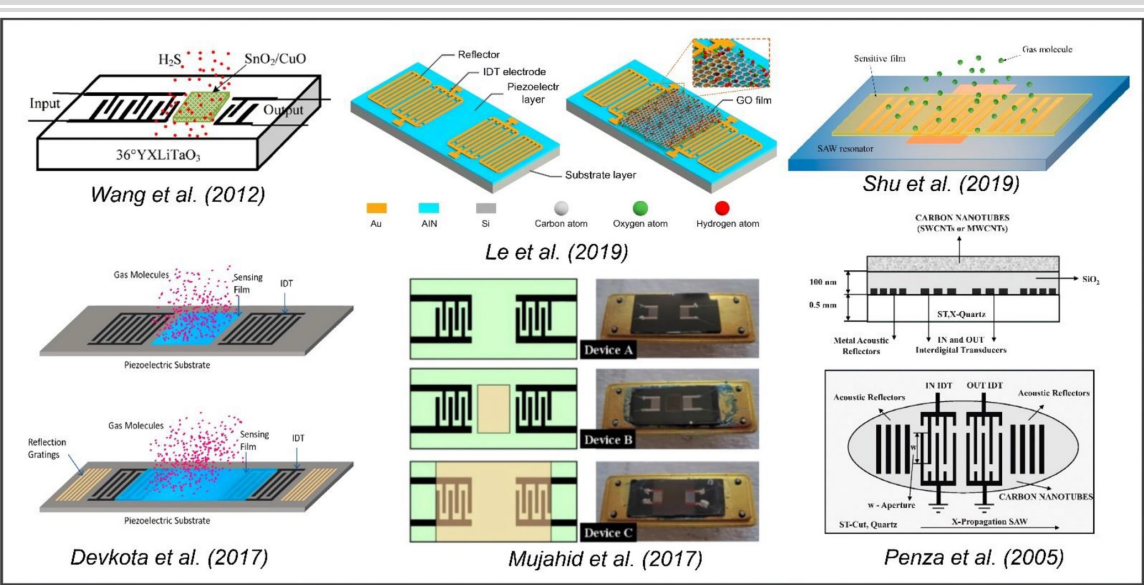 H₂S
SnO₂/CuO
Input
Output
36°YXLiTaO₃
Wang et al. (2012)
Reflector
IDT electrode
Piezoelectr
layer
GO film
Substrate layer
Au
AlN
Si
Carbon atom
Oxygen atom
Hydrogen atom
Le et al. (2019)
Gas molecule
Sensitive film
SAW resonator
Shu et al. (2019)
Gas Molecules
Sensing
Film
IDT
Piezoelectric Substrate
Gas Molecules
Sensing
Film
IDT
Reflection
Gratings
Piezoelectric Substrate
Devkota et al. (2017)
Device A
Device B
Device C
Mujahid et al. (2017)
CARBON NANOTUBES
(SWCNTs or MWCNTs)
SiO₂
100 nm
0.5 mm
ST,X-Quartz
Metal Acoustic
Reflectors
IN and OUT
Interdigital Transducers
IN IDT
OUT IDT
Acoustic Reflectors
Acoustic Reflectors
w
CARBON NANOTUBES
w - Aperture
ST-Cut, Quartz
X-Propagation SAW
Penza et al. (2005)